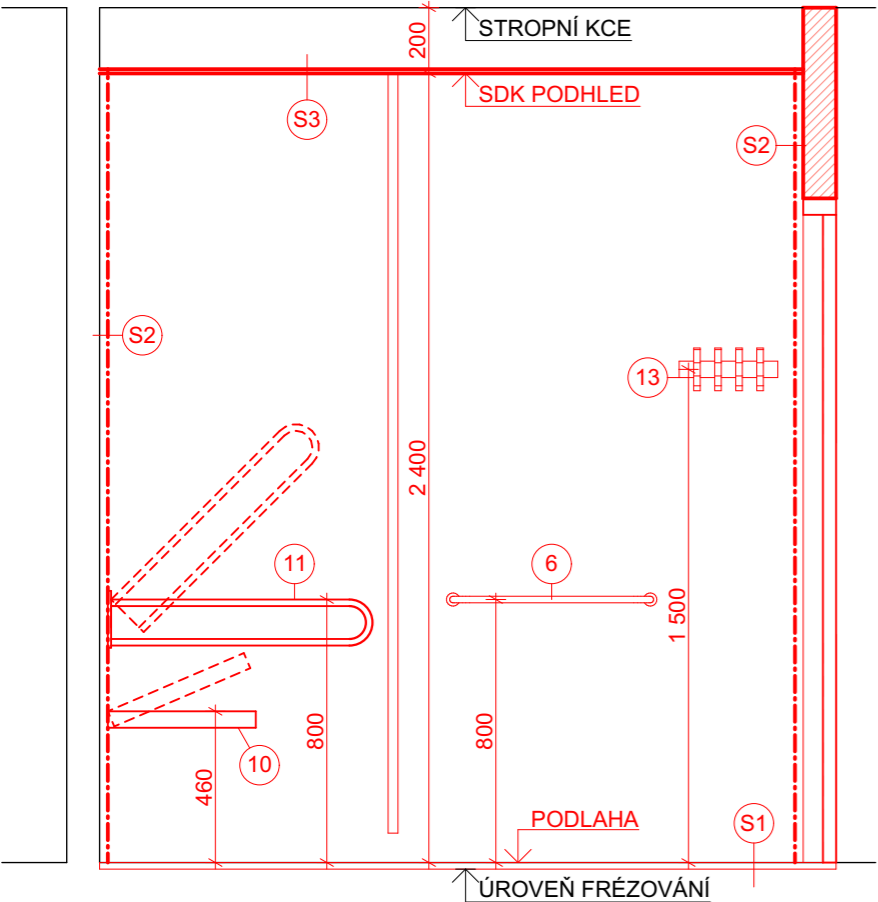 200
STROPNÍ KCE
SDK PODHLED
S3
S2
S2
13
2 400
11
6
1 500
800
800
10
460
PODLAHA
S1
ÚROVEŇ FRÉZOVÁNÍ